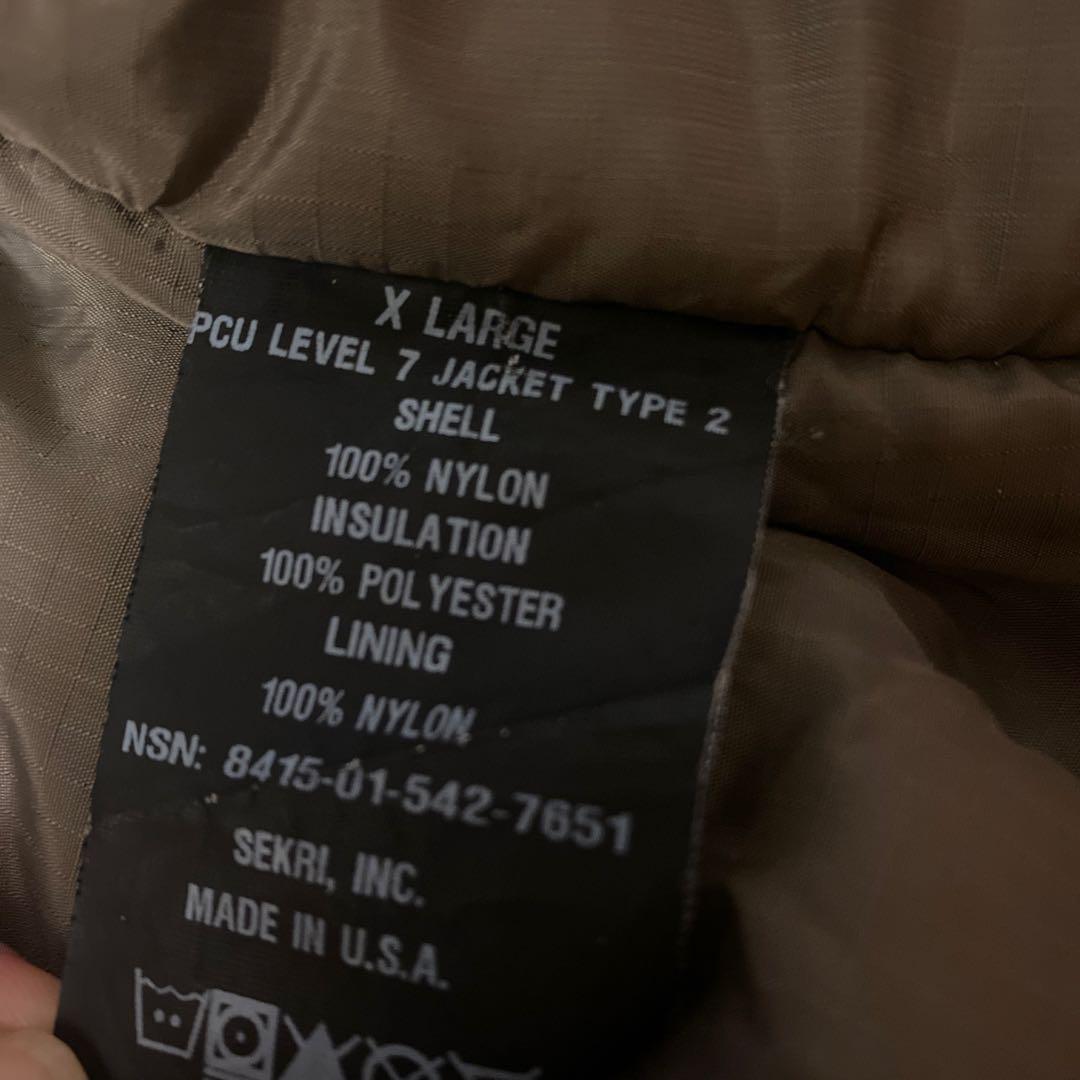 X LARGE
PCU LEVEL 7 JACKET TYPE 2
SHELL
100% NYLON
INSULATION
100% POLYESTER
LINING
100% NYLON
NSN: 8415-01-542-7651
SEKRI, INC.
MADE IN U.S.A.